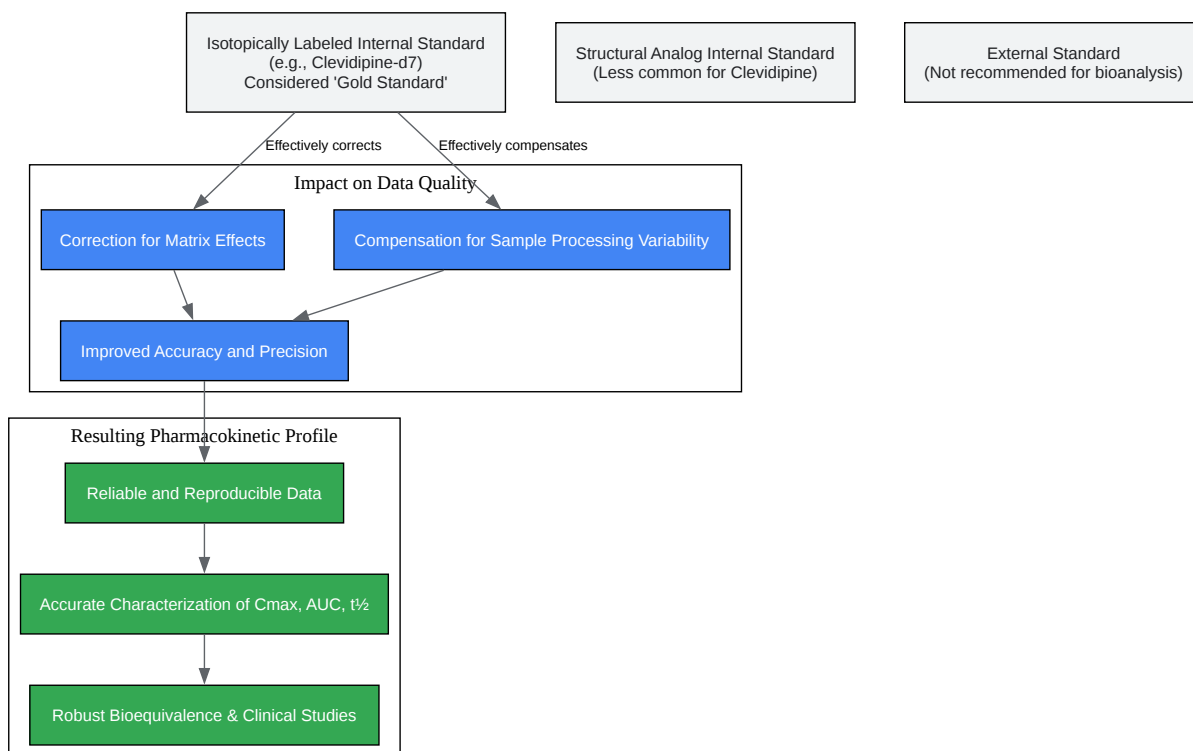 Isotopically Labeled Internal Standard
(e.g., Clevidipine-d7)
Considered 'Gold Standard'
Structural Analog Internal Standard
(Less common for Clevidipine)
External Standard
(Not recommended for bioanalysis)
Effectively corrects
Effectively compensates
Impact on Data Quality
Correction for Matrix Effects
Compensation for Sample Processing Variability
Improved Accuracy and Precision
Resulting Pharmacokinetic Profile
Reliable and Reproducible Data
Accurate Characterization of Cmax, AUC, t½
Robust Bioequivalence & Clinical Studies